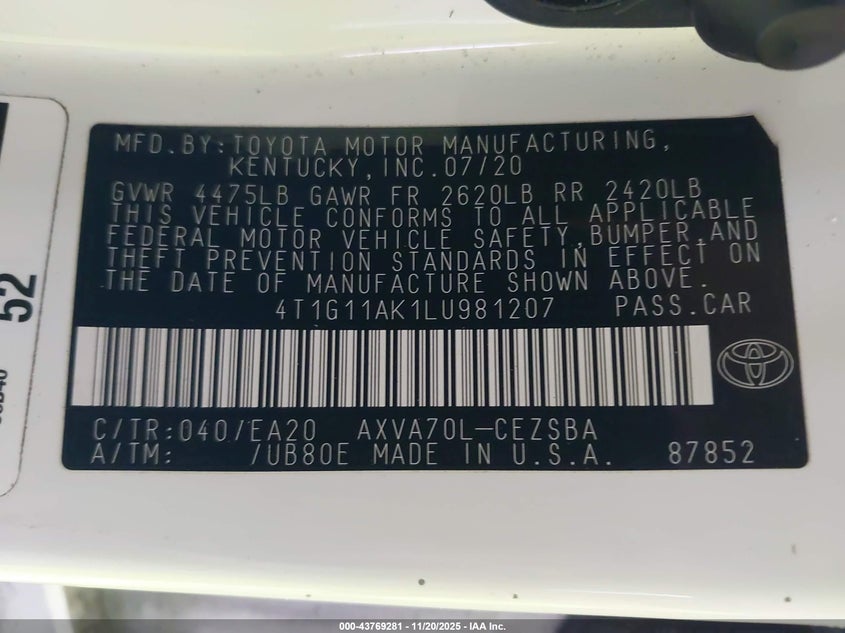 MFD.BY:TOYOTA MOTOR MANUFACTURING,
KENTUCKY,INC.07/20
GVWR 4475LB GAWR FR 2620LB RR 2420LB
THIS VEHICLE CONFORMS TO ALL APPLICABLE
FEDERAL MOTOR VEHICLE SAFETY,BUMPER,AND
THEFT PREVENTION STANDARDS IN EFFECT ON
THE DATE OF MANUFACTURE SHOWN ABOVE.
4T1G11AK1LU981207 PASS.CAR
C/TR:040/EA20 AXVA70L-CEZSBA
A/TM: /UB80E MADE IN U.S.A. 87852
52
000-43769281 - 11/20/2025 - IAA Inc.